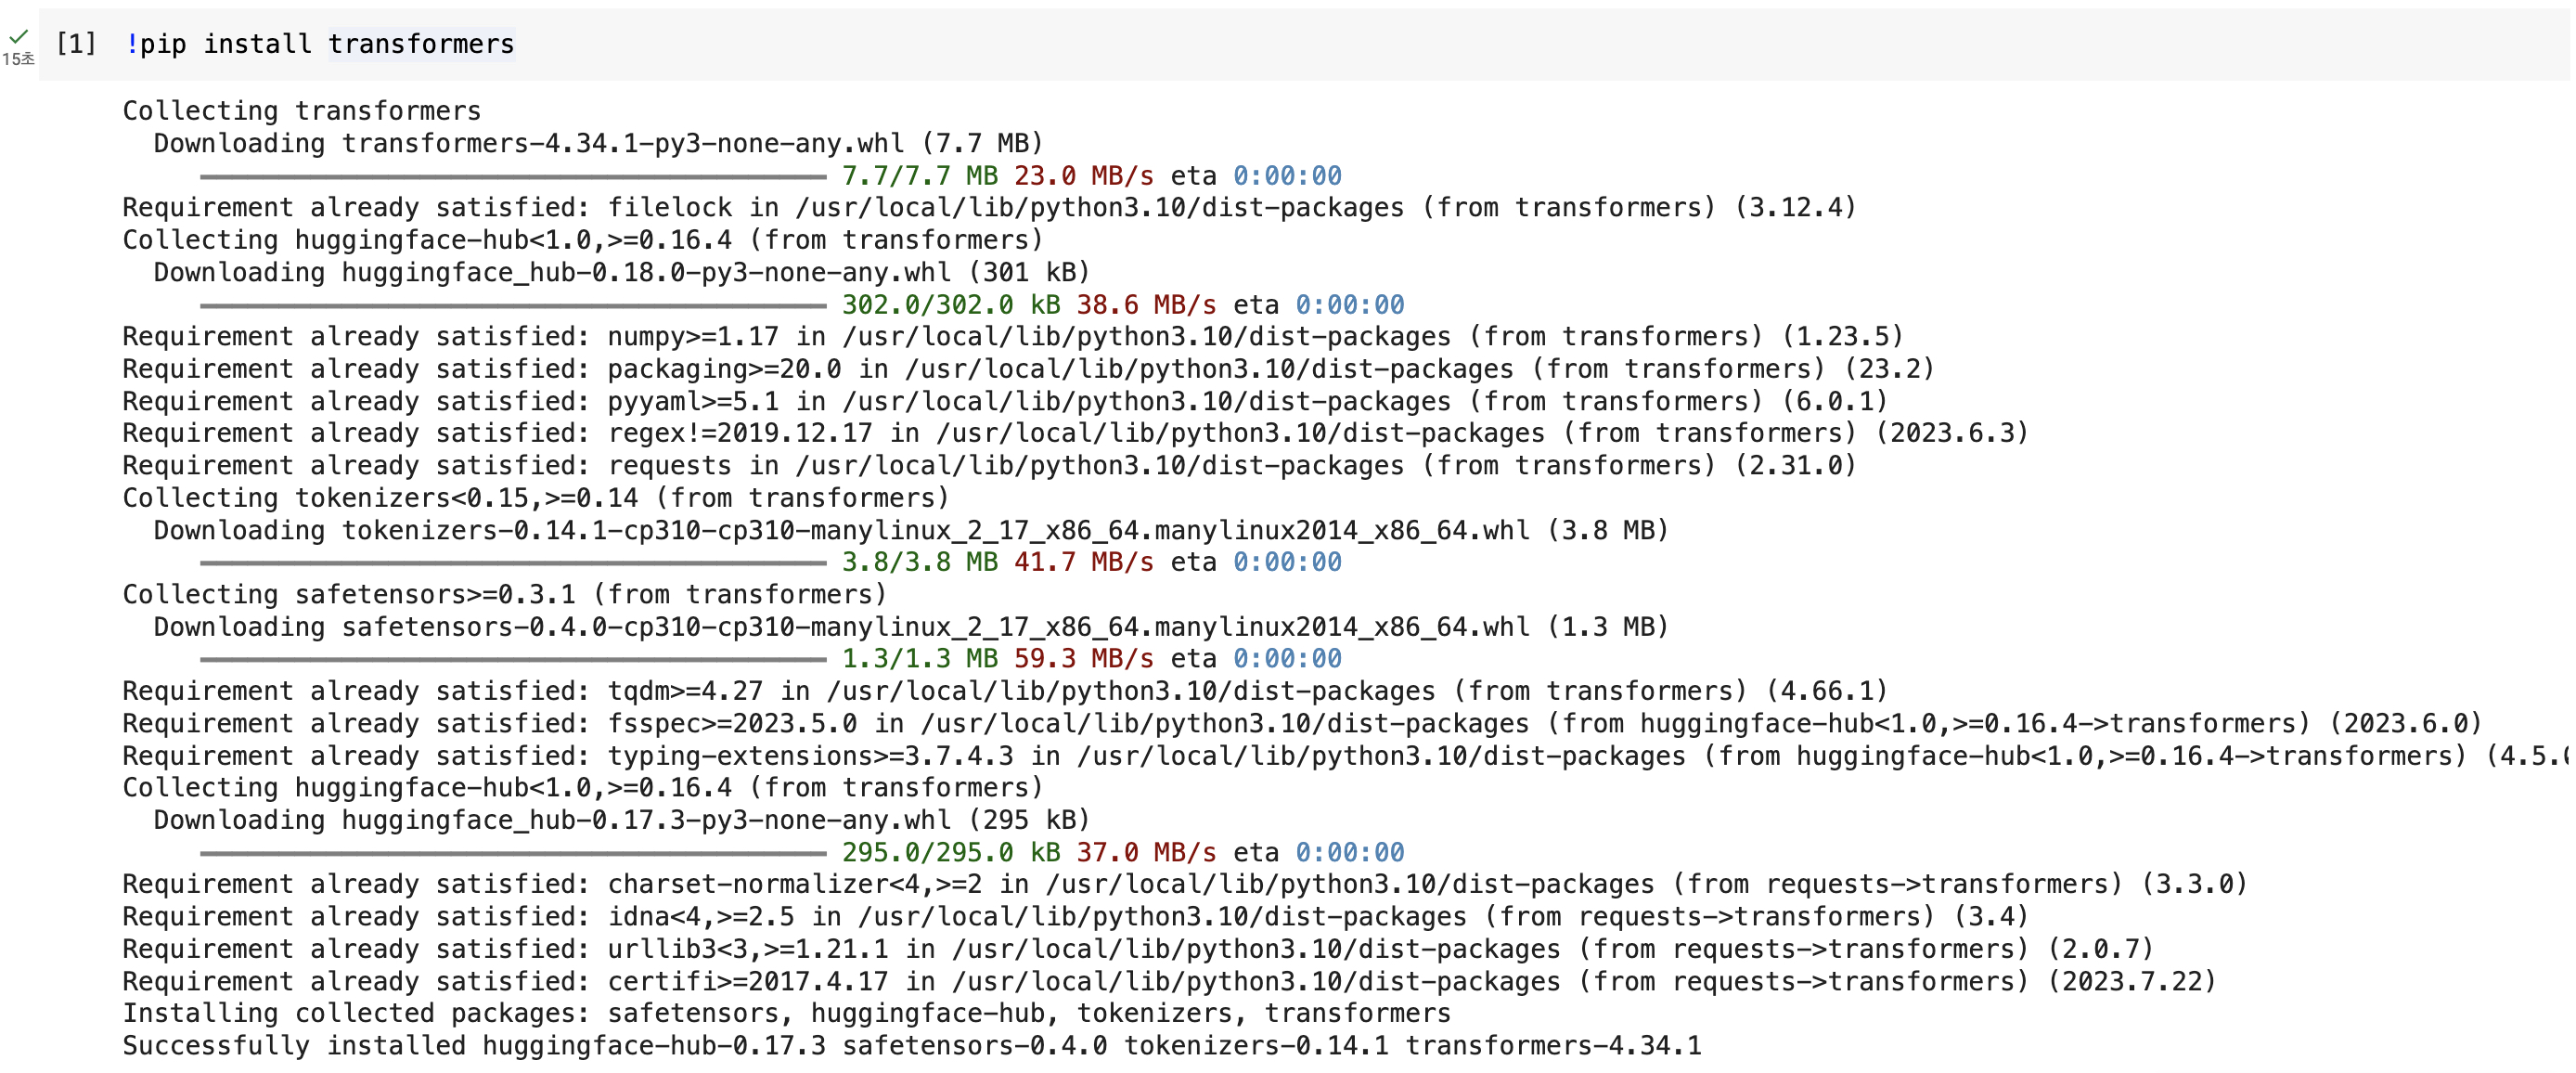 [1] !pip install transformers
15초
Collecting transformers
Downloading transformers-4.34.1-py3-none-any.whl (7.7 MB)
7.7/7.7 MB 23.0 MB/s eta 0:00:00
Requirement already satisfied: filelock in /usr/local/lib/python3.10/dist-packages (from transformers) (3.12.4)
Collecting huggingface-hub<1.0,>=0.16.4 (from transformers)
Downloading huggingface_hub-0.18.0-py3-none-any.whl (301 kB)
302.0/302.0 kB 38.6 MB/s eta 0:00:00
Requirement already satisfied: numpy>=1.17 in /usr/local/lib/python3.10/dist-packages (from transformers) (1.23.5)
Requirement already satisfied: packaging>=20.0 in /usr/local/lib/python3.10/dist-packages (from transformers) (23.2)
Requirement already satisfied: pyyaml>=5.1 in /usr/local/lib/python3.10/dist-packages (from transformers) (6.0.1)
Requirement already satisfied: regex!=2019.12.17 in /usr/local/lib/python3.10/dist-packages (from transformers) (2023.6.3)
Requirement already satisfied: requests in /usr/local/lib/python3.10/dist-packages (from transformers) (2.31.0)
Collecting tokenizers<0.15,>=0.14 (from transformers)
Downloading tokenizers-0.14.1-cp310-cp310-manylinux_2_17_x86_64.manylinux2014_x86_64.whl (3.8 MB)
3.8/3.8 MB 41.7 MB/s eta 0:00:00
Collecting safetensors>=0.3.1 (from transformers)
Downloading safetensors-0.4.0-cp310-cp310-manylinux_2_17_x86_64.manylinux2014_x86_64.whl (1.3 MB)
1.3/1.3 MB 59.3 MB/s eta 0:00:00
Requirement already satisfied: tqdm>=4.27 in /usr/local/lib/python3.10/dist-packages (from transformers) (4.66.1)
Requirement already satisfied: fsspec>=2023.5.0 in /usr/local/lib/python3.10/dist-packages (from huggingface-hub<1.0,>=0.16.4->transformers) (2023.6.0)
Requirement already satisfied: typing-extensions>=3.7.4.3 in /usr/local/lib/python3.10/dist-packages (from huggingface-hub<1.0,>=0.16.4->transformers) (4.5.
Collecting huggingface-hub<1.0,>=0.16.4 (from transformers)
Downloading huggingface_hub-0.17.3-py3-none-any.whl (295 kB)
295.0/295.0 kB 37.0 MB/s eta 0:00:00
Requirement already satisfied: charset-normalizer<4,>=2 in /usr/local/lib/python3.10/dist-packages (from requests->transformers) (3.3.0)
Requirement already satisfied: idna<4,>=2.5 in /usr/local/lib/python3.10/dist-packages (from requests->transformers) (3.4)
Requirement already satisfied: urllib3<3,>=1.21.1 in /usr/local/lib/python3.10/dist-packages (from requests->transformers) (2.0.7)
Requirement already satisfied: certifi>=2017.4.17 in /usr/local/lib/python3.10/dist-packages (from requests->transformers) (2023.7.22)
Installing collected packages: safetensors, huggingface-hub, tokenizers, transformers
Successfully installed huggingface-hub-0.17.3 safetensors-0.4.0 tokenizers-0.14.1 transformers-4.34.1